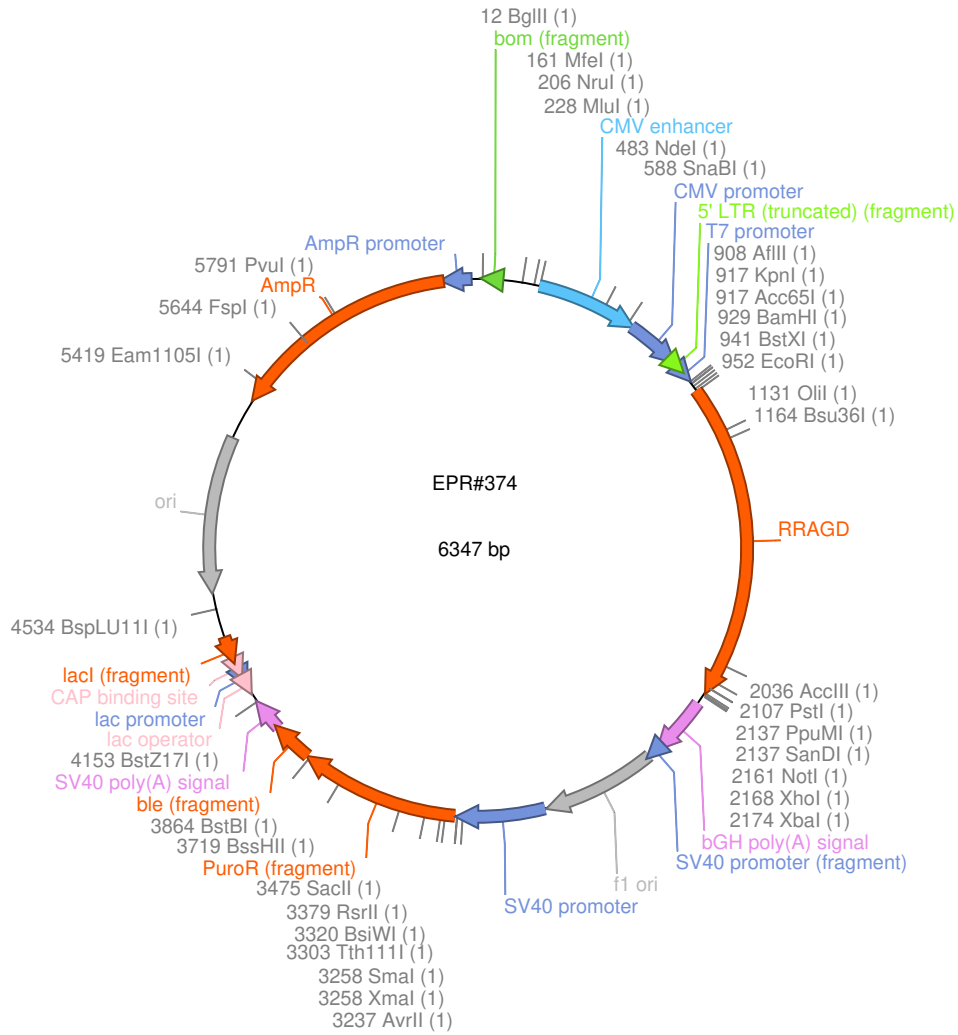 12 BglII (1)
bom (fragment)
161 MfeI (1)
206 NruI (1)
228 MluI (1)
CMV enhancer
483 NdeI (1)
588 SnaBI (1)
CMV promoter
5' LTR (truncated) (fragment)
T7 promoter
908 AflII (1)
917 KpnI (1)
917 Acc65I (1)
929 BamHI (1)
941 BstXI (1)
952 EcoRI (1)
1131 OliI (1)
1164 Bsu36I (1)
RRAGD
2036 AccIII (1)
2107 PstI (1)
2137 PpuMI (1)
2137 SanDI (1)
2161 NotI (1)
2168 XhoI (1)
2174 XbaI (1)
bGH poly(A) signal
SV40 promoter (fragment)
f1 ori
SV40 promoter
3237 AvrII (1)
3258 XmaI (1)
3258 SmaI (1)
3303 Tth111I (1)
3320 BsiWI (1)
3379 RsrII (1)
3475 SacII (1)
PuroR (fragment)
3719 BssHII (1)
3864 BstBI (1)
ble (fragment)
SV40 poly(A) signal
4153 BstZ17I (1)
lac operator
lac promoter
CAP binding site
lacI (fragment)
4534 BspLU11I (1)
ori
5419 Eam1105I (1)
5644 FspI (1)
AmpR
5791 PvuI (1)
AmpR promoter
EPR#374
6347 bp